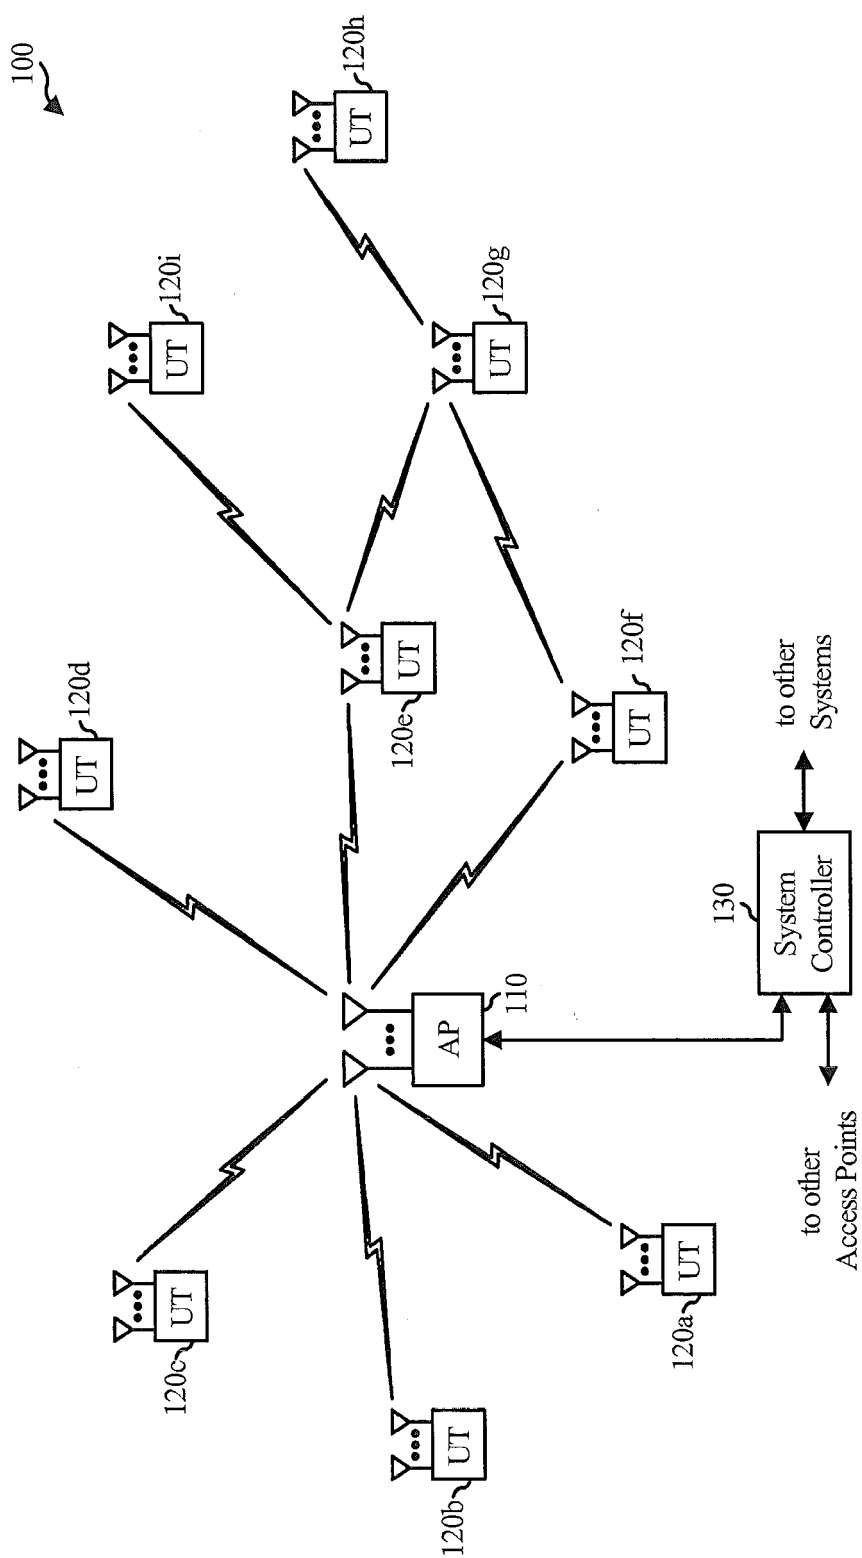 100
UT
120h
UT
120i
UT
120g
UT
120d
UT
120e
UT
120f
AP
110
UT
120c
UT
120b
UT
120a
130
System
Controller
to other
Systems
to other
Access Points